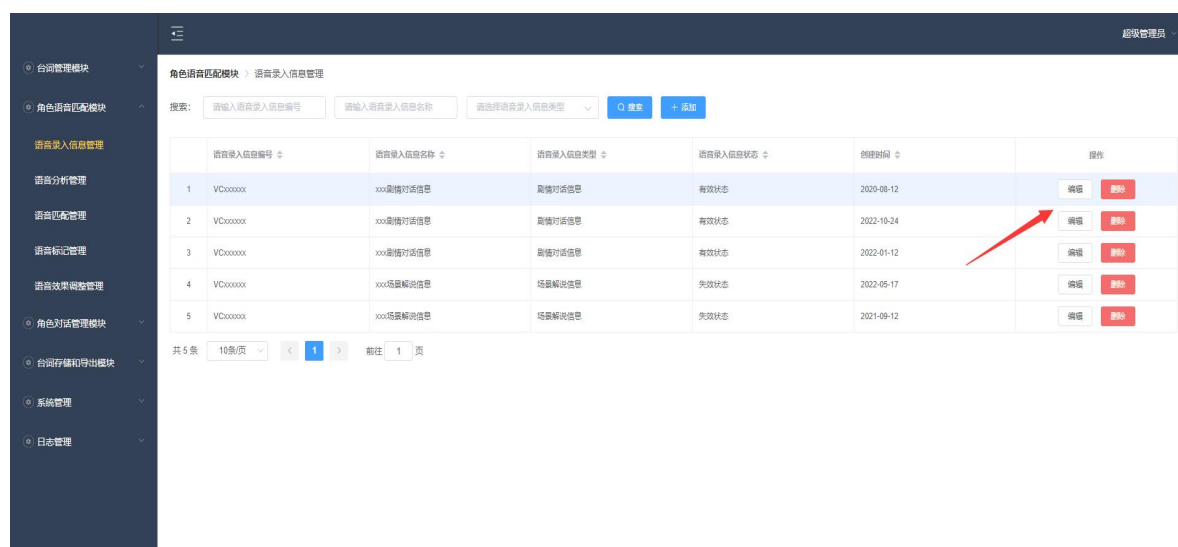 超级管理员
台词管理模块
角色语音匹配模块
语音录入信息管理
语音分析管理
语音匹配管理
语音标记管理
语音效果调整管理
角色对话管理模块
台词存储和导出模块
系统管理
日志管理
角色语音匹配模块 > 语音录入信息管理
搜索： 请输入语音录入信息编号 请输入语音录入信息名称 请选择语音录入信息类型 搜索 + 添加
语音录入信息编号 语音录入信息名称 语音录入信息类型 语音录入信息状态 创建时间 操作
1 VCxxxxxx xxx剧情对话信息 剧情对话信息 有效状态 2020-08-12 编辑 删除
2 VCxxxxxx xxx剧情对话信息 剧情对话信息 有效状态 2022-10-24 编辑 删除
3 VCxxxxxx xxx剧情对话信息 剧情对话信息 有效状态 2022-01-12 编辑 删除
4 VCxxxxxx xxx场景解说信息 场景解说信息 失效状态 2022-05-17 编辑 删除
5 VCxxxxxx xxx场景解说信息 场景解说信息 失效状态 2021-09-12 编辑 删除
共 5 条 10条/页 < 1 > 前往 1 页